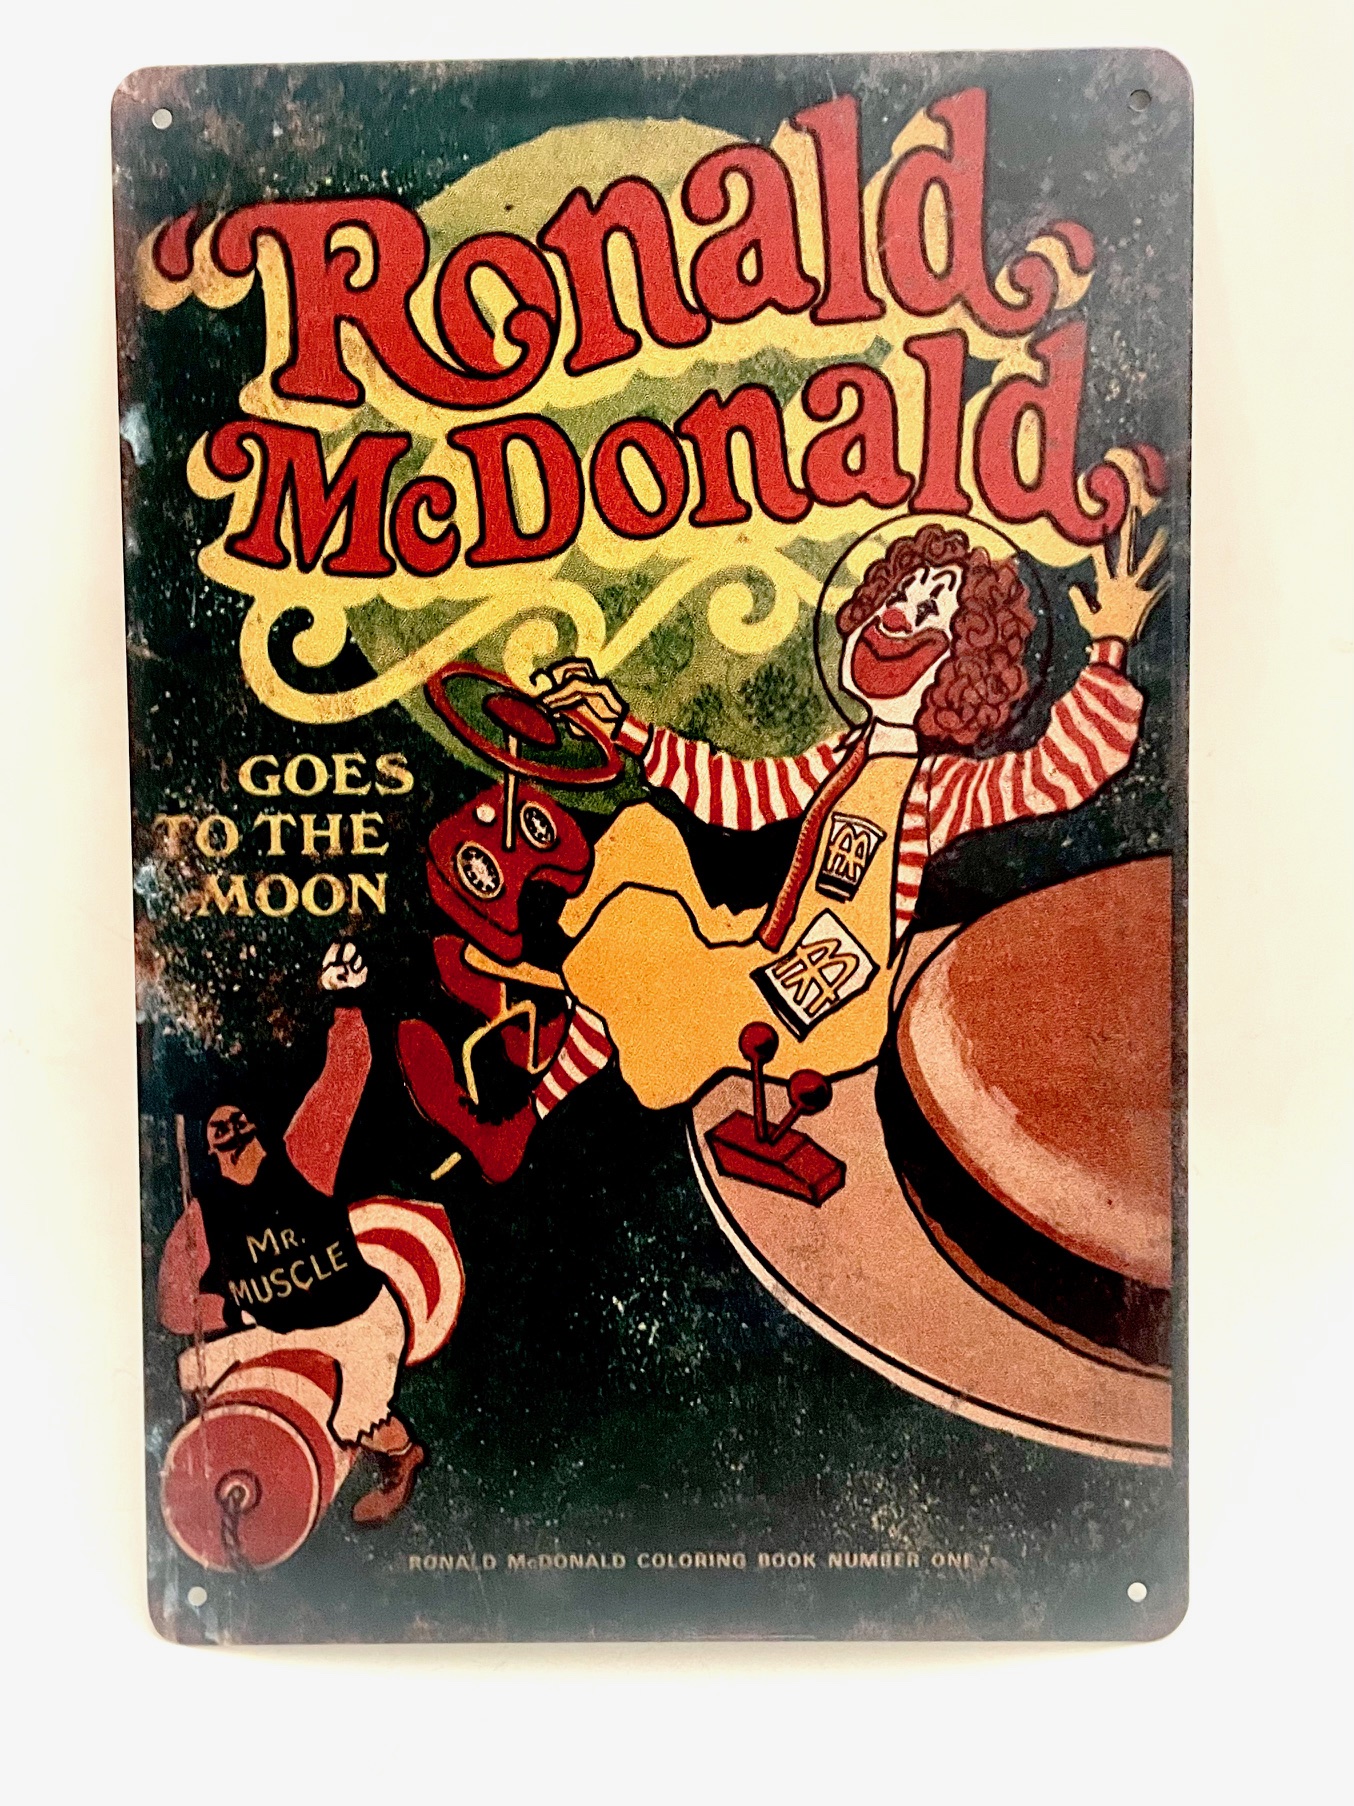 "Ronald
McDonald"
GOES
TO THE
MOON
MR.
MUSCLE
RONALD McDONALD COLORING BOOK NUMBER ONE